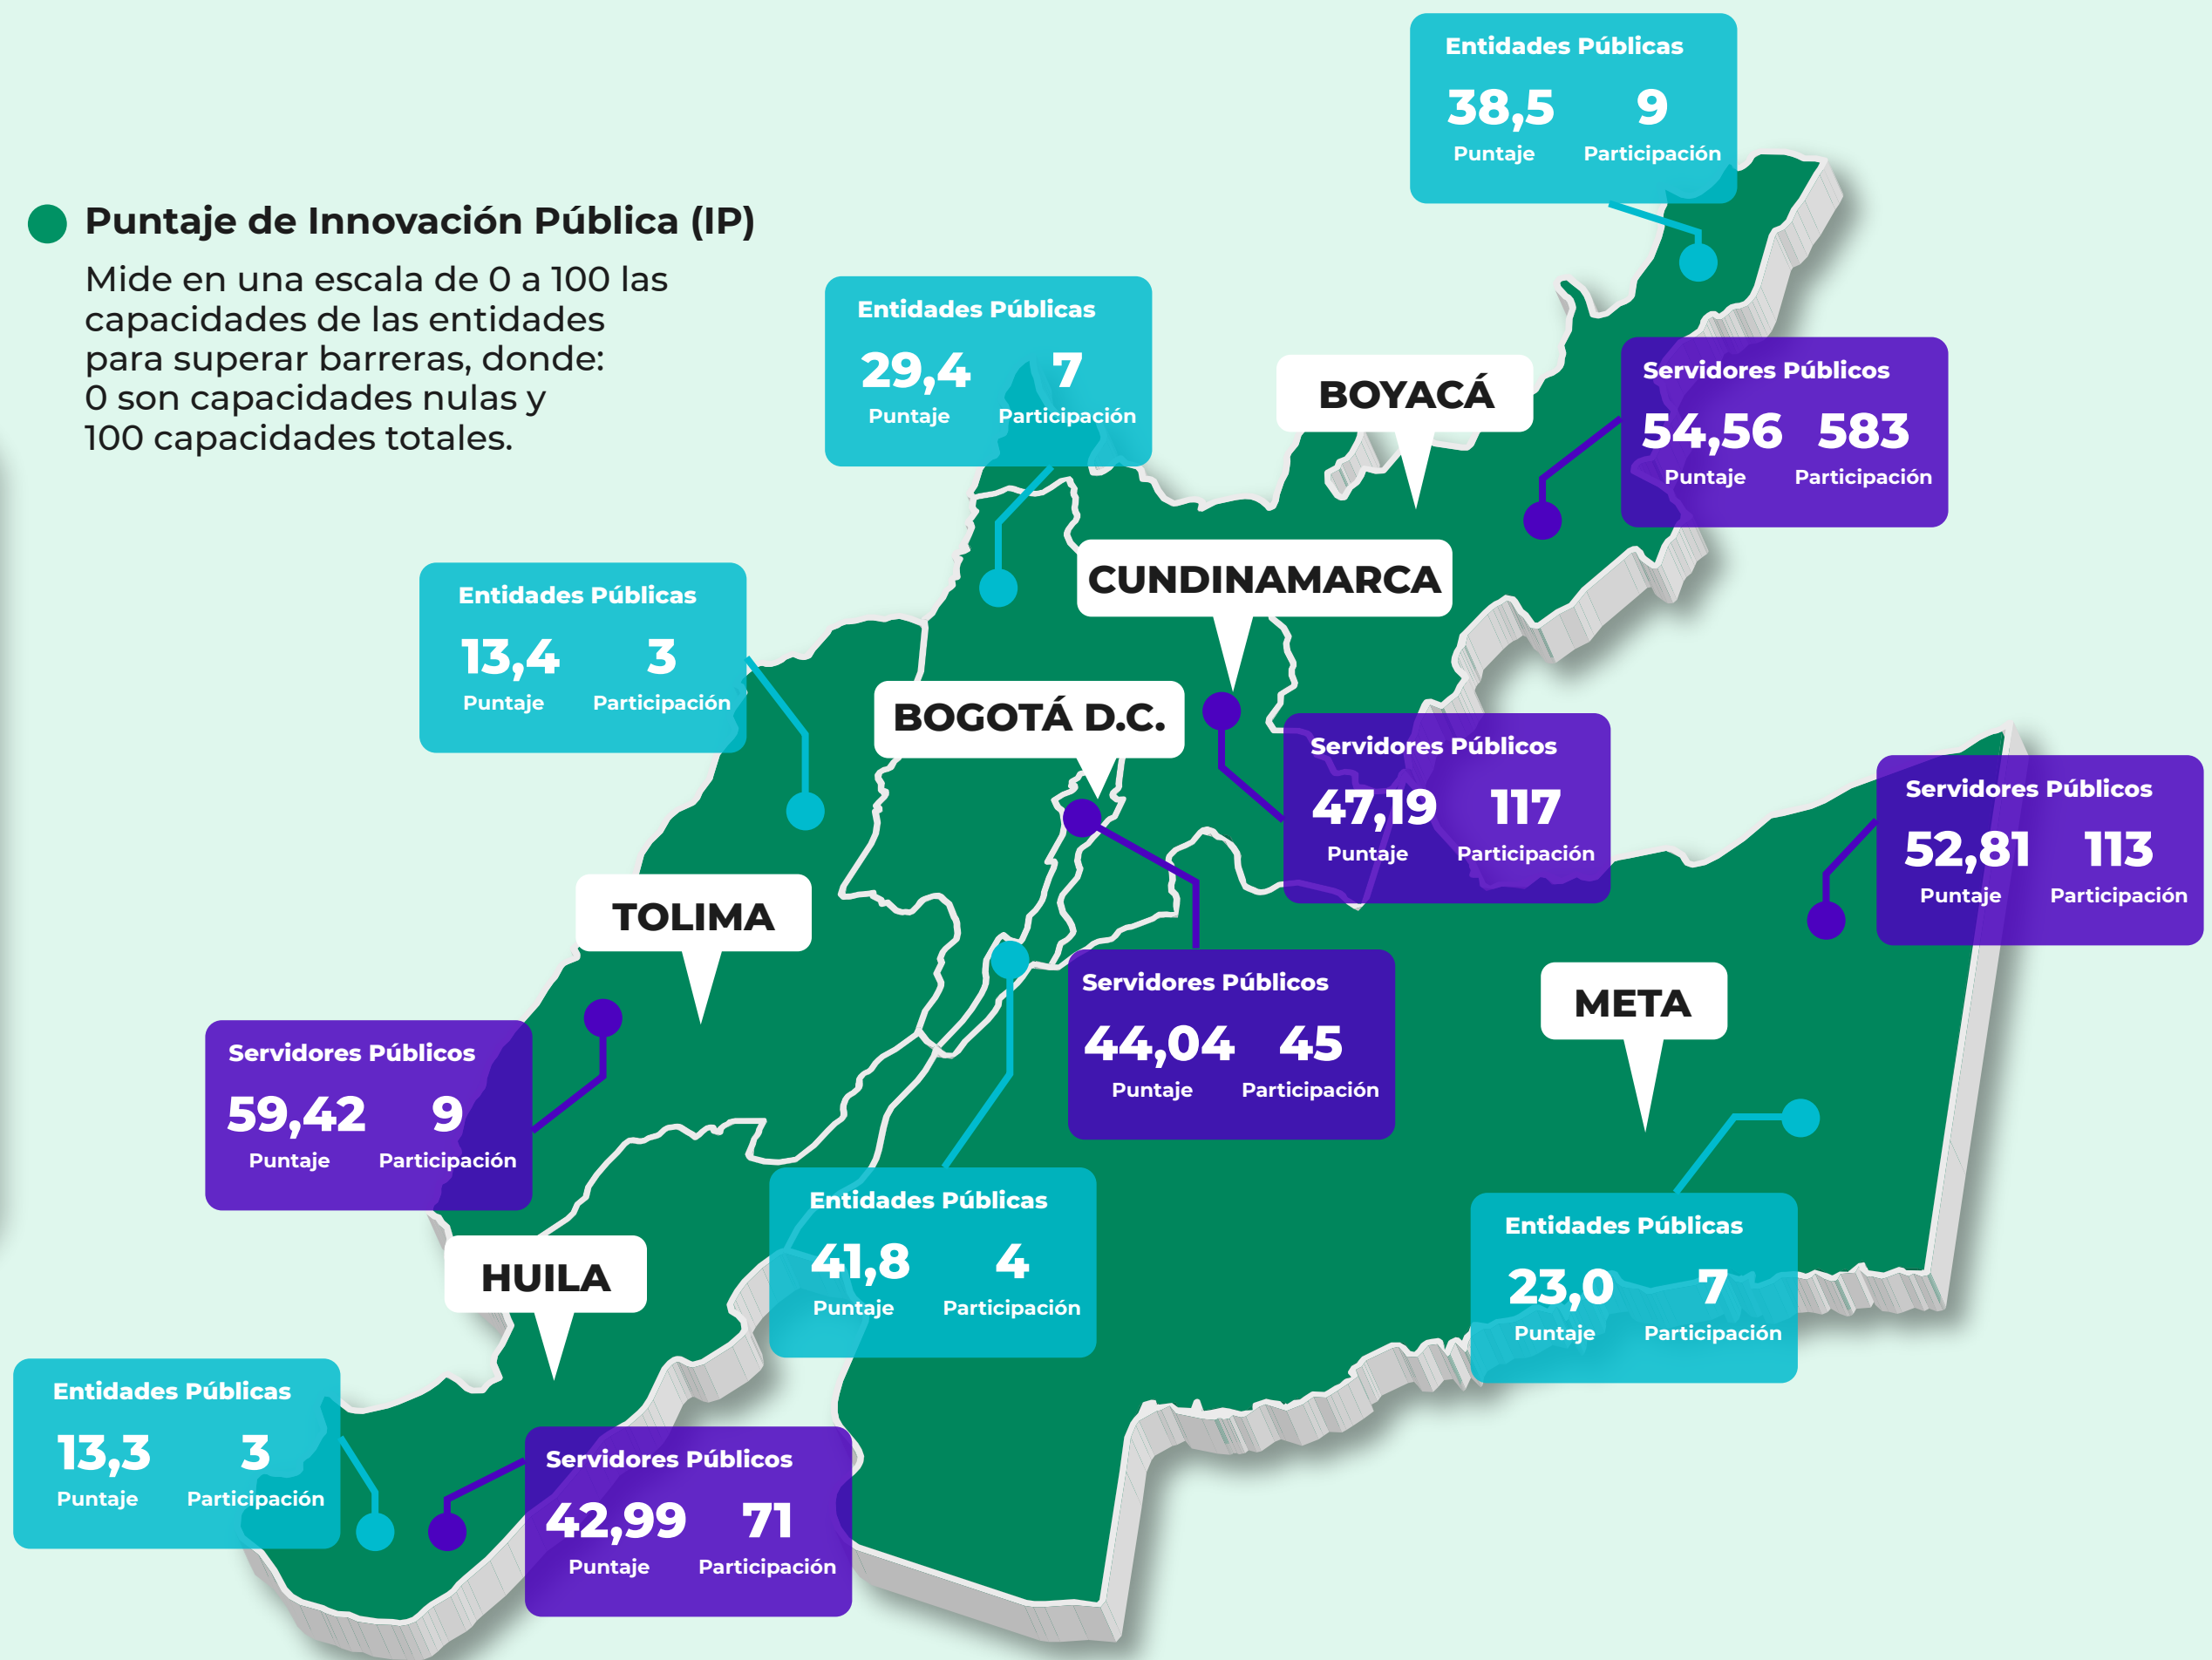 Puntaje de Innovación Pública (IP)
Mide en una escala de 0 a 100 las
capacidades de las entidades
para superar barreras, donde:
0 son capacidades nulas y
100 capacidades totales.
Entidades Públicas
38,5 9
Puntaje Participación
Entidades Públicas
29,4 7
Puntaje Participación
BOYACÁ
Servidores Públicos
54,56 583
Puntaje Participación
CUNDINAMARCA
Entidades Públicas
13,4 3
Puntaje Participación
BOGOTÁ D.C.
Servidores Públicos
47,19 117
Puntaje Participación
Servidores Públicos
52,81 113
Puntaje Participación
TOLIMA
Servidores Públicos
44,04 45
Puntaje Participación
META
Servidores Públicos
59,42 9
Puntaje Participación
Entidades Públicas
41,8 4
Puntaje Participación
Entidades Públicas
23,0 7
Puntaje Participación
HUILA
Entidades Públicas
13,3 3
Puntaje Participación
Servidores Públicos
42,99 71
Puntaje Participación